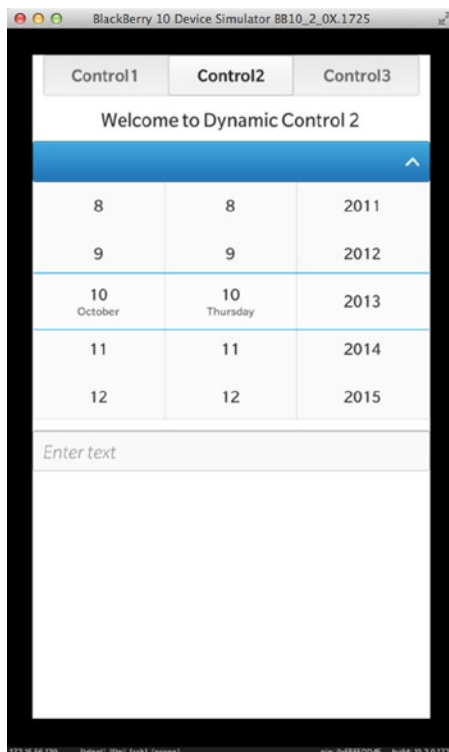 BlackBerry 10 Device Simulator BB10_2_0X.1725
Control1 Control2 Control3
Welcome to Dynamic Control 2
8 8 2011
9 9 2012
10 10 2013
October Thursday
11 11 2014
12 12 2015
Enter text